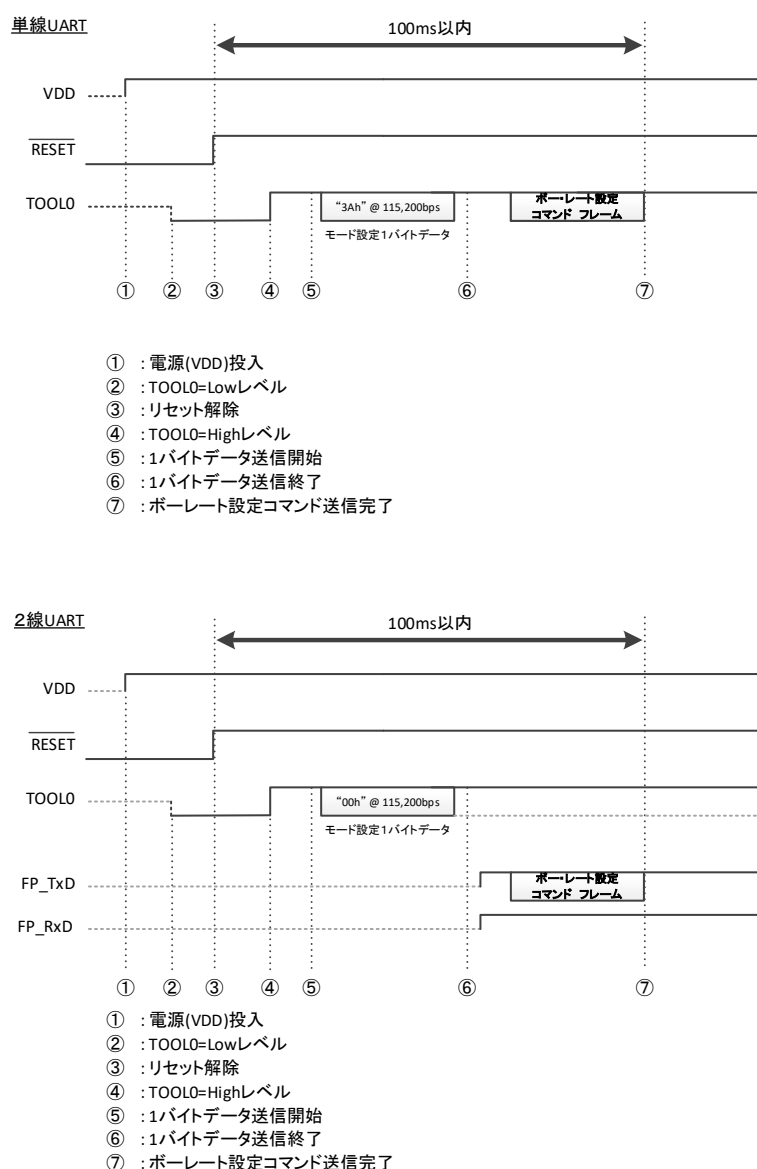 単線UART
100ms以内
VDD
RESET
TOOL0
“3Ah” @ 115,200bps
モード設定1バイトデータ
ボー・レート設定
コマンド フレーム
① ② ③ ④ ⑤ ⑥ ⑦
① : 電源(VDD)投入
② : TOOL0=Lowレベル
③ : リセット解除
④ : TOOL0=Highレベル
⑤ : 1バイトデータ送信開始
⑥ : 1バイトデータ送信終了
⑦ : ボーレート設定コマンド送信完了
2線UART
100ms以内
VDD
RESET
TOOL0
“00h” @ 115,200bps
モード設定1バイトデータ
FP_TxD
ボー・レート設定
コマンド フレーム
FP_RxD
① ② ③ ④ ⑤ ⑥ ⑦
① : 電源(VDD)投入
② : TOOL0=Lowレベル
③ : リセット解除
④ : TOOL0=Highレベル
⑤ : 1バイトデータ送信開始
⑥ : 1バイトデータ送信終了
⑦ : ボーレート設定コマンド送信完了